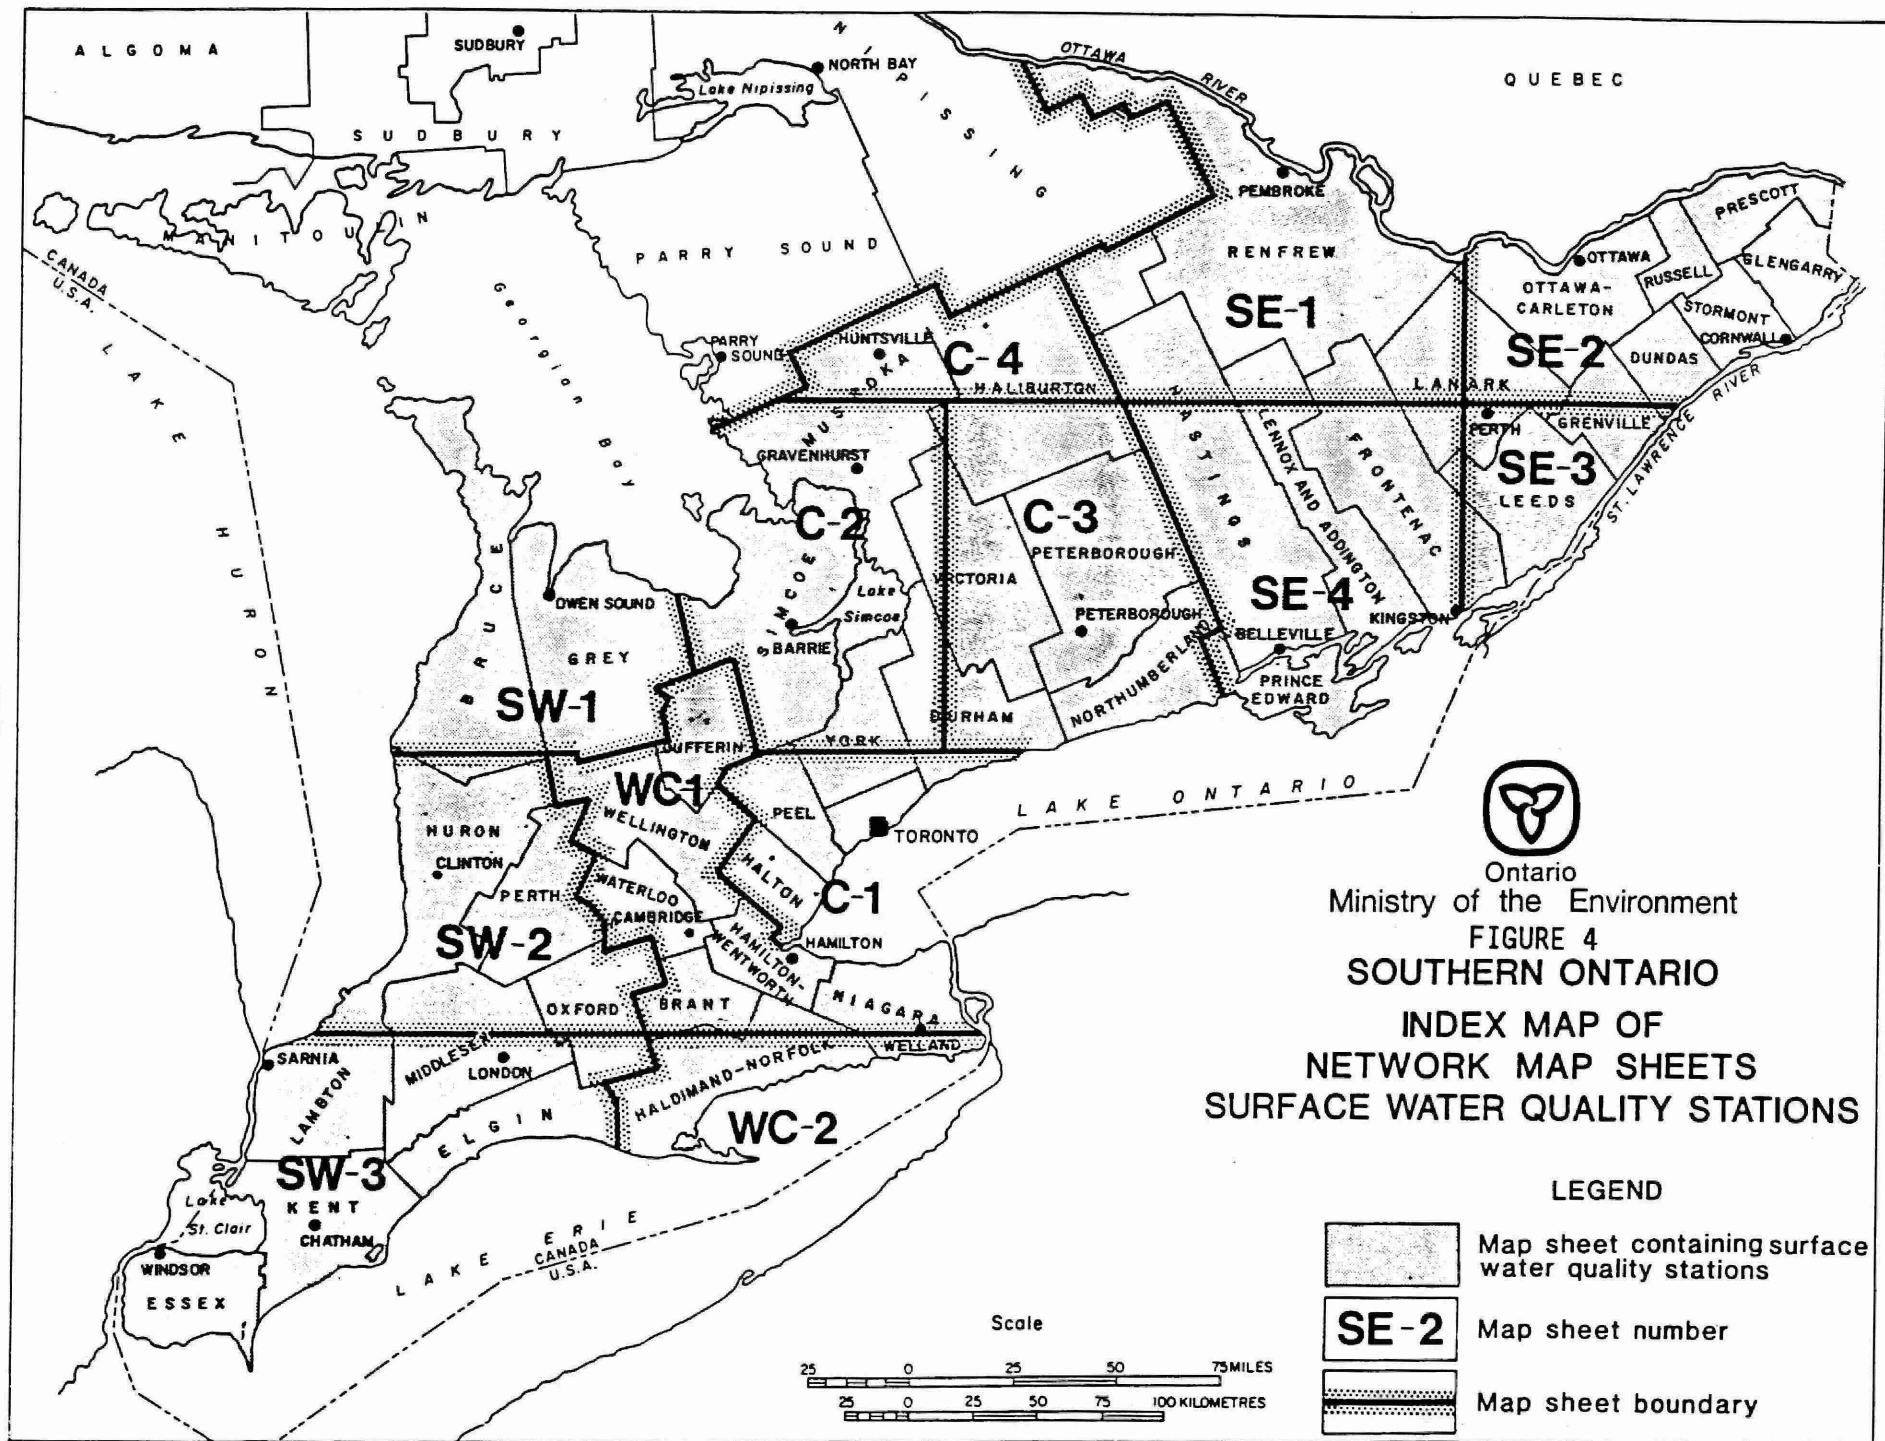 ALGOMA
SUDBURY
NORTH BAY
Lake Nipissing
NIPISSING
OTTAWA
RIVER
QUEBEC
SUDBURY
MANITOULIN
PARRY SOUND
PEMBROKE
RENFREW
PRESCOTT
OTTAWA
RUSSELL
GLENGARRY
OTTAWA-
CARLETON
STORMONT
CORNWALL
DUNDAS
CANADA
U.S.A.
LAKE HURON
Georgian Bay
PARRY
SOUND
HUNTSVILLE
MUSKOKA
C-4
HALIBURTON
SE-1
SE-2
LANARK
PERTH
GRENVILLE
SE-3
LEEDS
ST. LAWRENCE RIVER
HASTINGS
LENNOX AND ADDINGTON
FRONTENAC
GRAVENHURST
C-2
C-3
PETERBOROUGH
VICTORIA
SIMCOE
Lake
Simcoe
BARRIE
PETERBOROUGH
SE-4
BELLEVILLE
KINGSTON
PRINCE
EDWARD
NORTHUMBERLAND
DURHAM
YORK
BRUCE
OWEN SOUND
GREY
SW-1
DUFFERIN
WC-1
WELLINGTON
PEEL
TORONTO
LAKE ONTARIO
HURON
CLINTON
PERTH
WATERLOO
CAMBRIDGE
HALTON
C-1
HAMILTON
HAMILTON-
WENTWORTH
SW-2
OXFORD
BRANT
NIAGARA
WELLAND
SARNIA
LAMBTON
MIDDLESEX
LONDON
ELGIN
HALDIMAND-NORFOLK
WC-2
SW-3
KENT
CHATHAM
Lake
St. Clair
WINDSOR
ESSEX
LAKE ERIE
CANADA
U.S.A.
Ontario
Ministry of the Environment
FIGURE 4
SOUTHERN ONTARIO
INDEX MAP OF
NETWORK MAP SHEETS
SURFACE WATER QUALITY STATIONS
LEGEND
Map sheet containing surface
water quality stations
SE-2 Map sheet number
Map sheet boundary
Scale
25 0 25 50 75 MILES
25 0 25 50 75 100 KILOMETRES